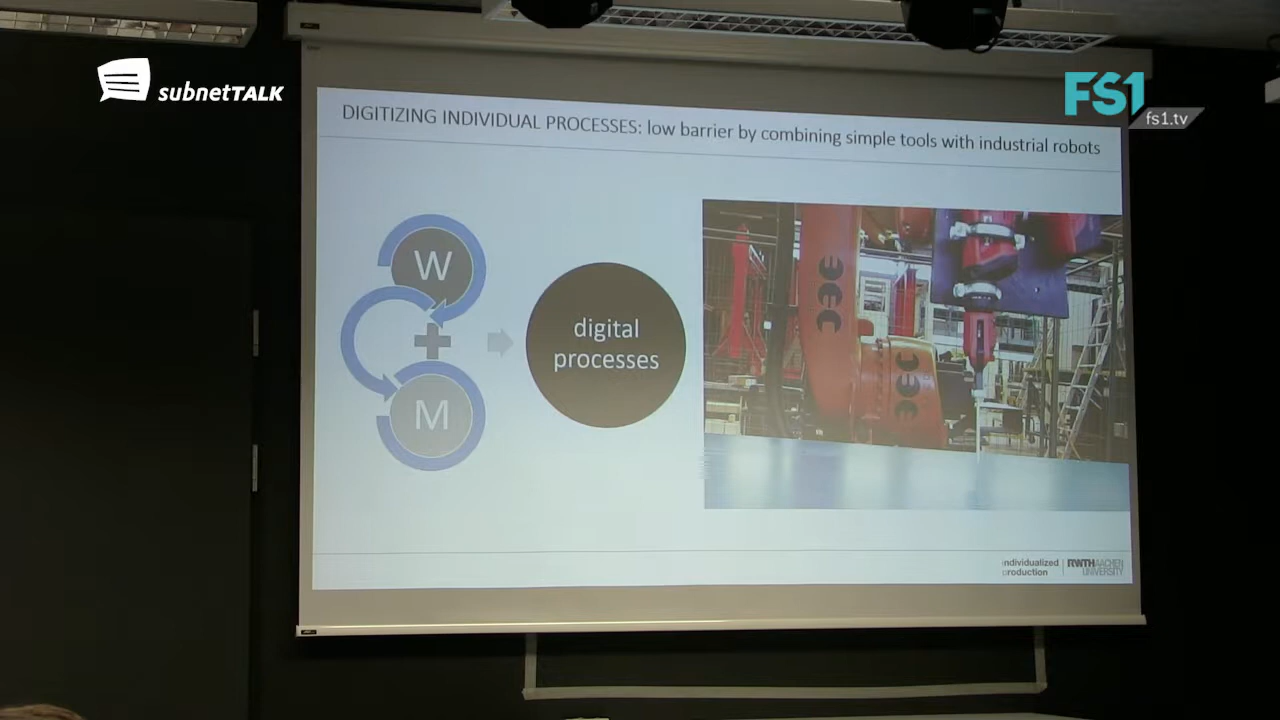 subnetTALK
FS1
fs1.tv
DIGITIZING INDIVIDUAL PROCESSES: low barrier by combining simple tools with industrial robots
W
M
digital
processes
individualized
production
RWTH AACHEN
UNIVERSITY